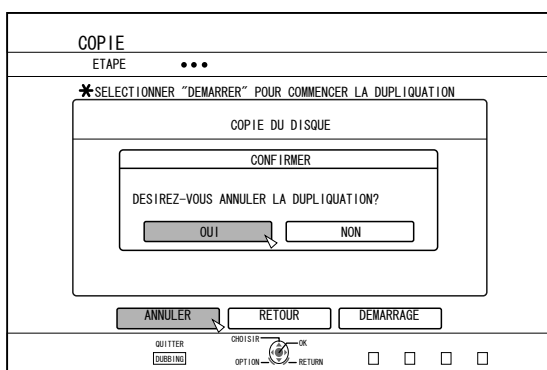 COPIE
ETAPE •••
*SELECTIONNER "DEMARRER" POUR COMMENCER LA DUPLIQUATION
COPIE DU DISQUE
CONFIRMER
DESIREZ-VOUS ANNULER LA DUPLIQUATION?
OUI NON
ANNULER RETOUR DEMARRAGE
QUITTER CHOISIR OK
DUBBING OPTION RETURN